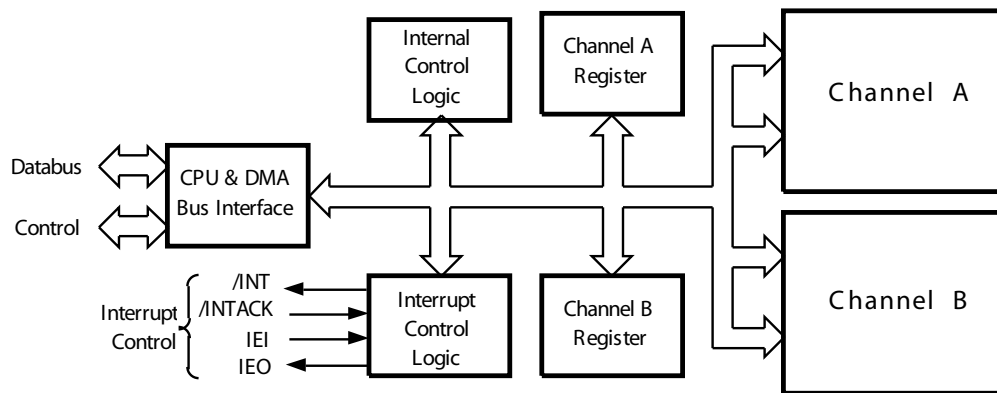 Internal
Control
Logic
Channel A
Register
Channel A
Databus
Control
CPU & DMA
Bus Interface
Interrupt
Control
/INT
/INTACK
IEI
IEO
Interrupt
Control
Logic
Channel B
Register
Channel B